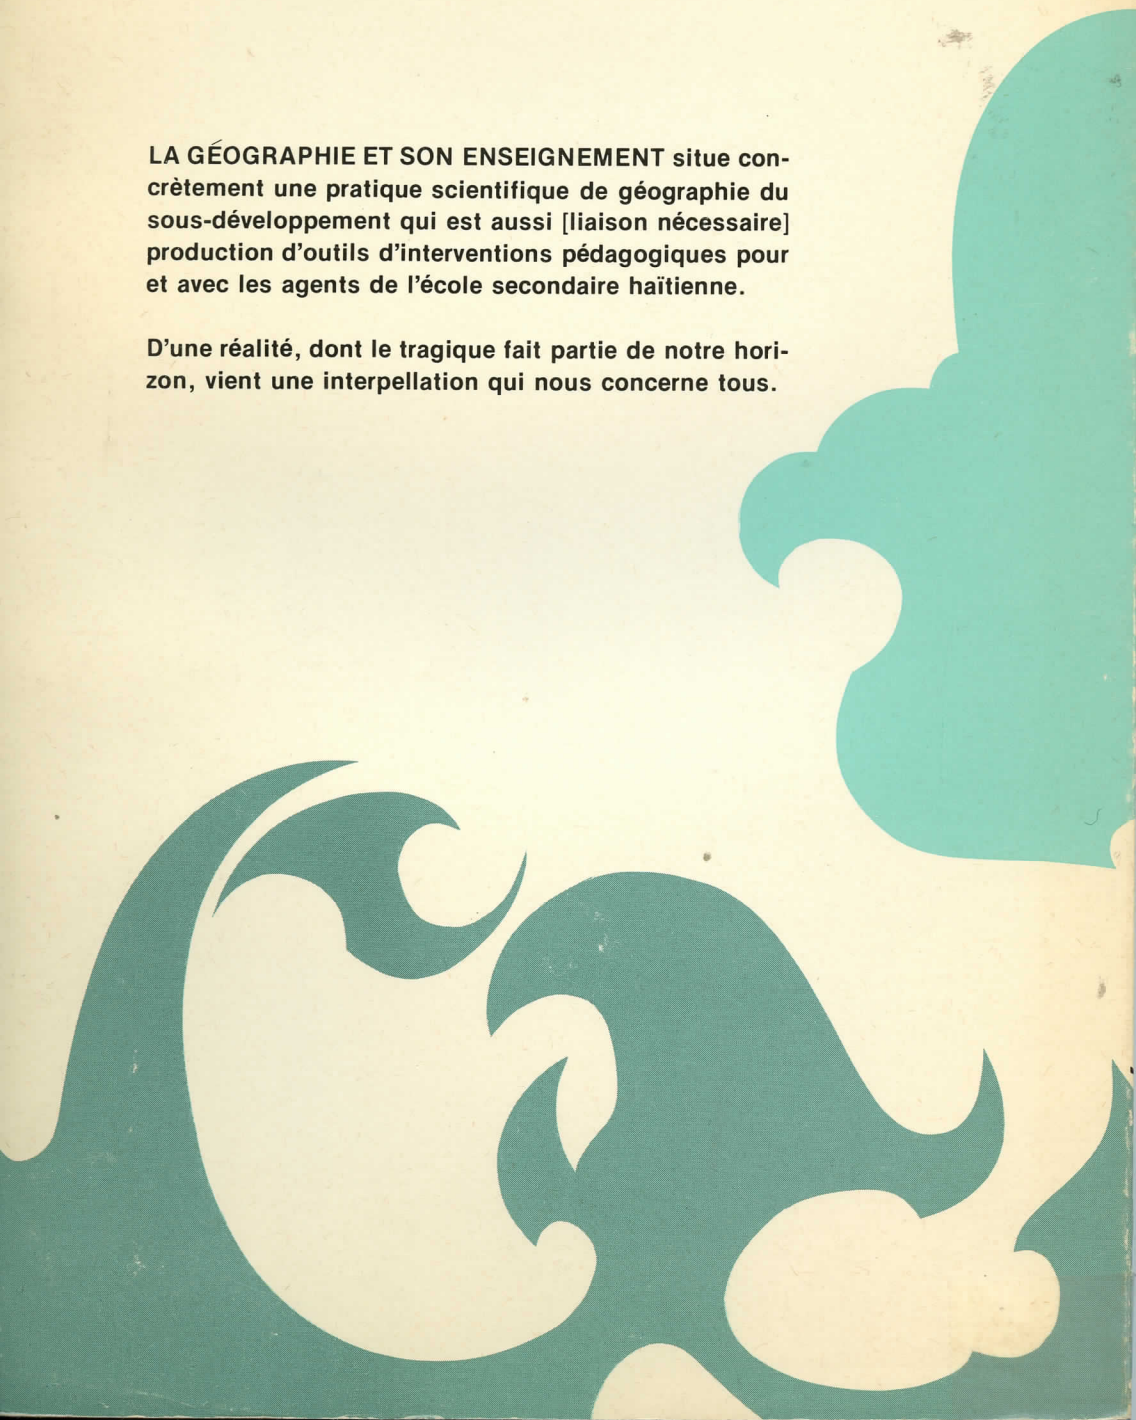 LA GÉOGRAPHIE ET SON ENSEIGNEMENT situe con-
crètement une pratique scientifique de géographie du
sous-développement qui est aussi [liaison nécessaire]
production d'outils d'interventions pédagogiques pour
et avec les agents de l'école secondaire haïtienne.
D'une réalité, dont le tragique fait partie de notre hori-
zon, vient une interpellation qui nous concerne tous.